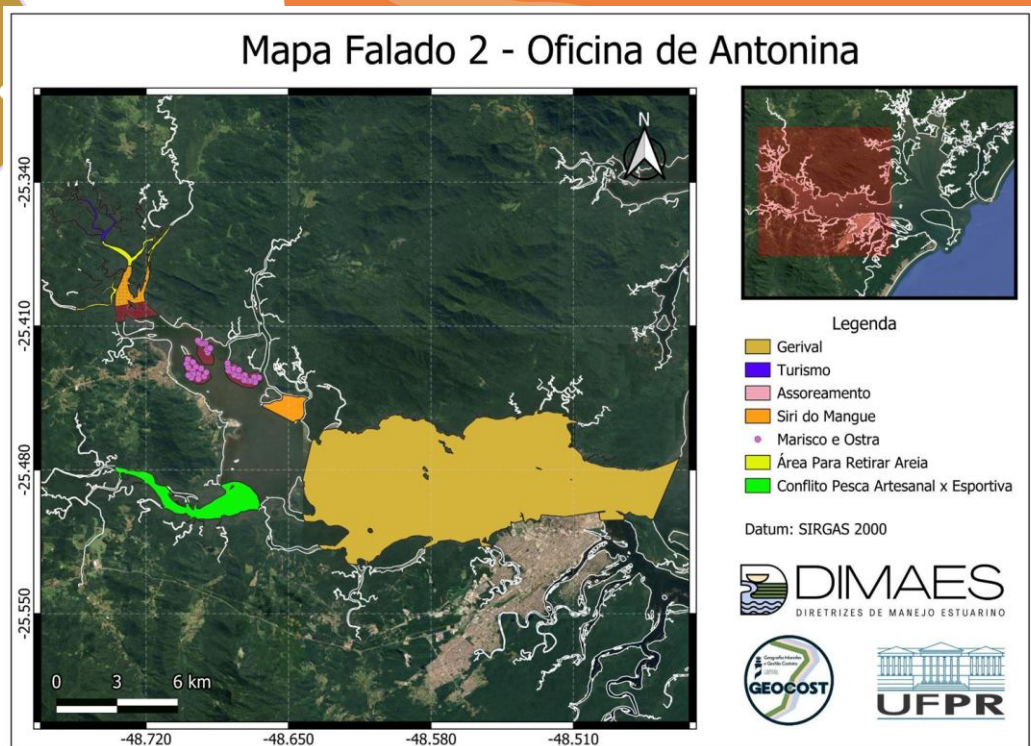 Mapa Falado 2 - Oficina de Antonina
N
-25.340
-25.410
-25.480
-25.550
0 3 6 km
-48.720 -48.650 -48.580 -48.510
Legenda
Gerival
Turismo
Assoreamento
Siri do Mangue
Marisco e Ostra
Área Para Retirar Areia
Conflito Pesca Artesanal x Esportiva
Datum: SIRGAS 2000
DIMAES
DIRETRIZES DE MANEJO ESTUARINO
GEOCOST
UFPR